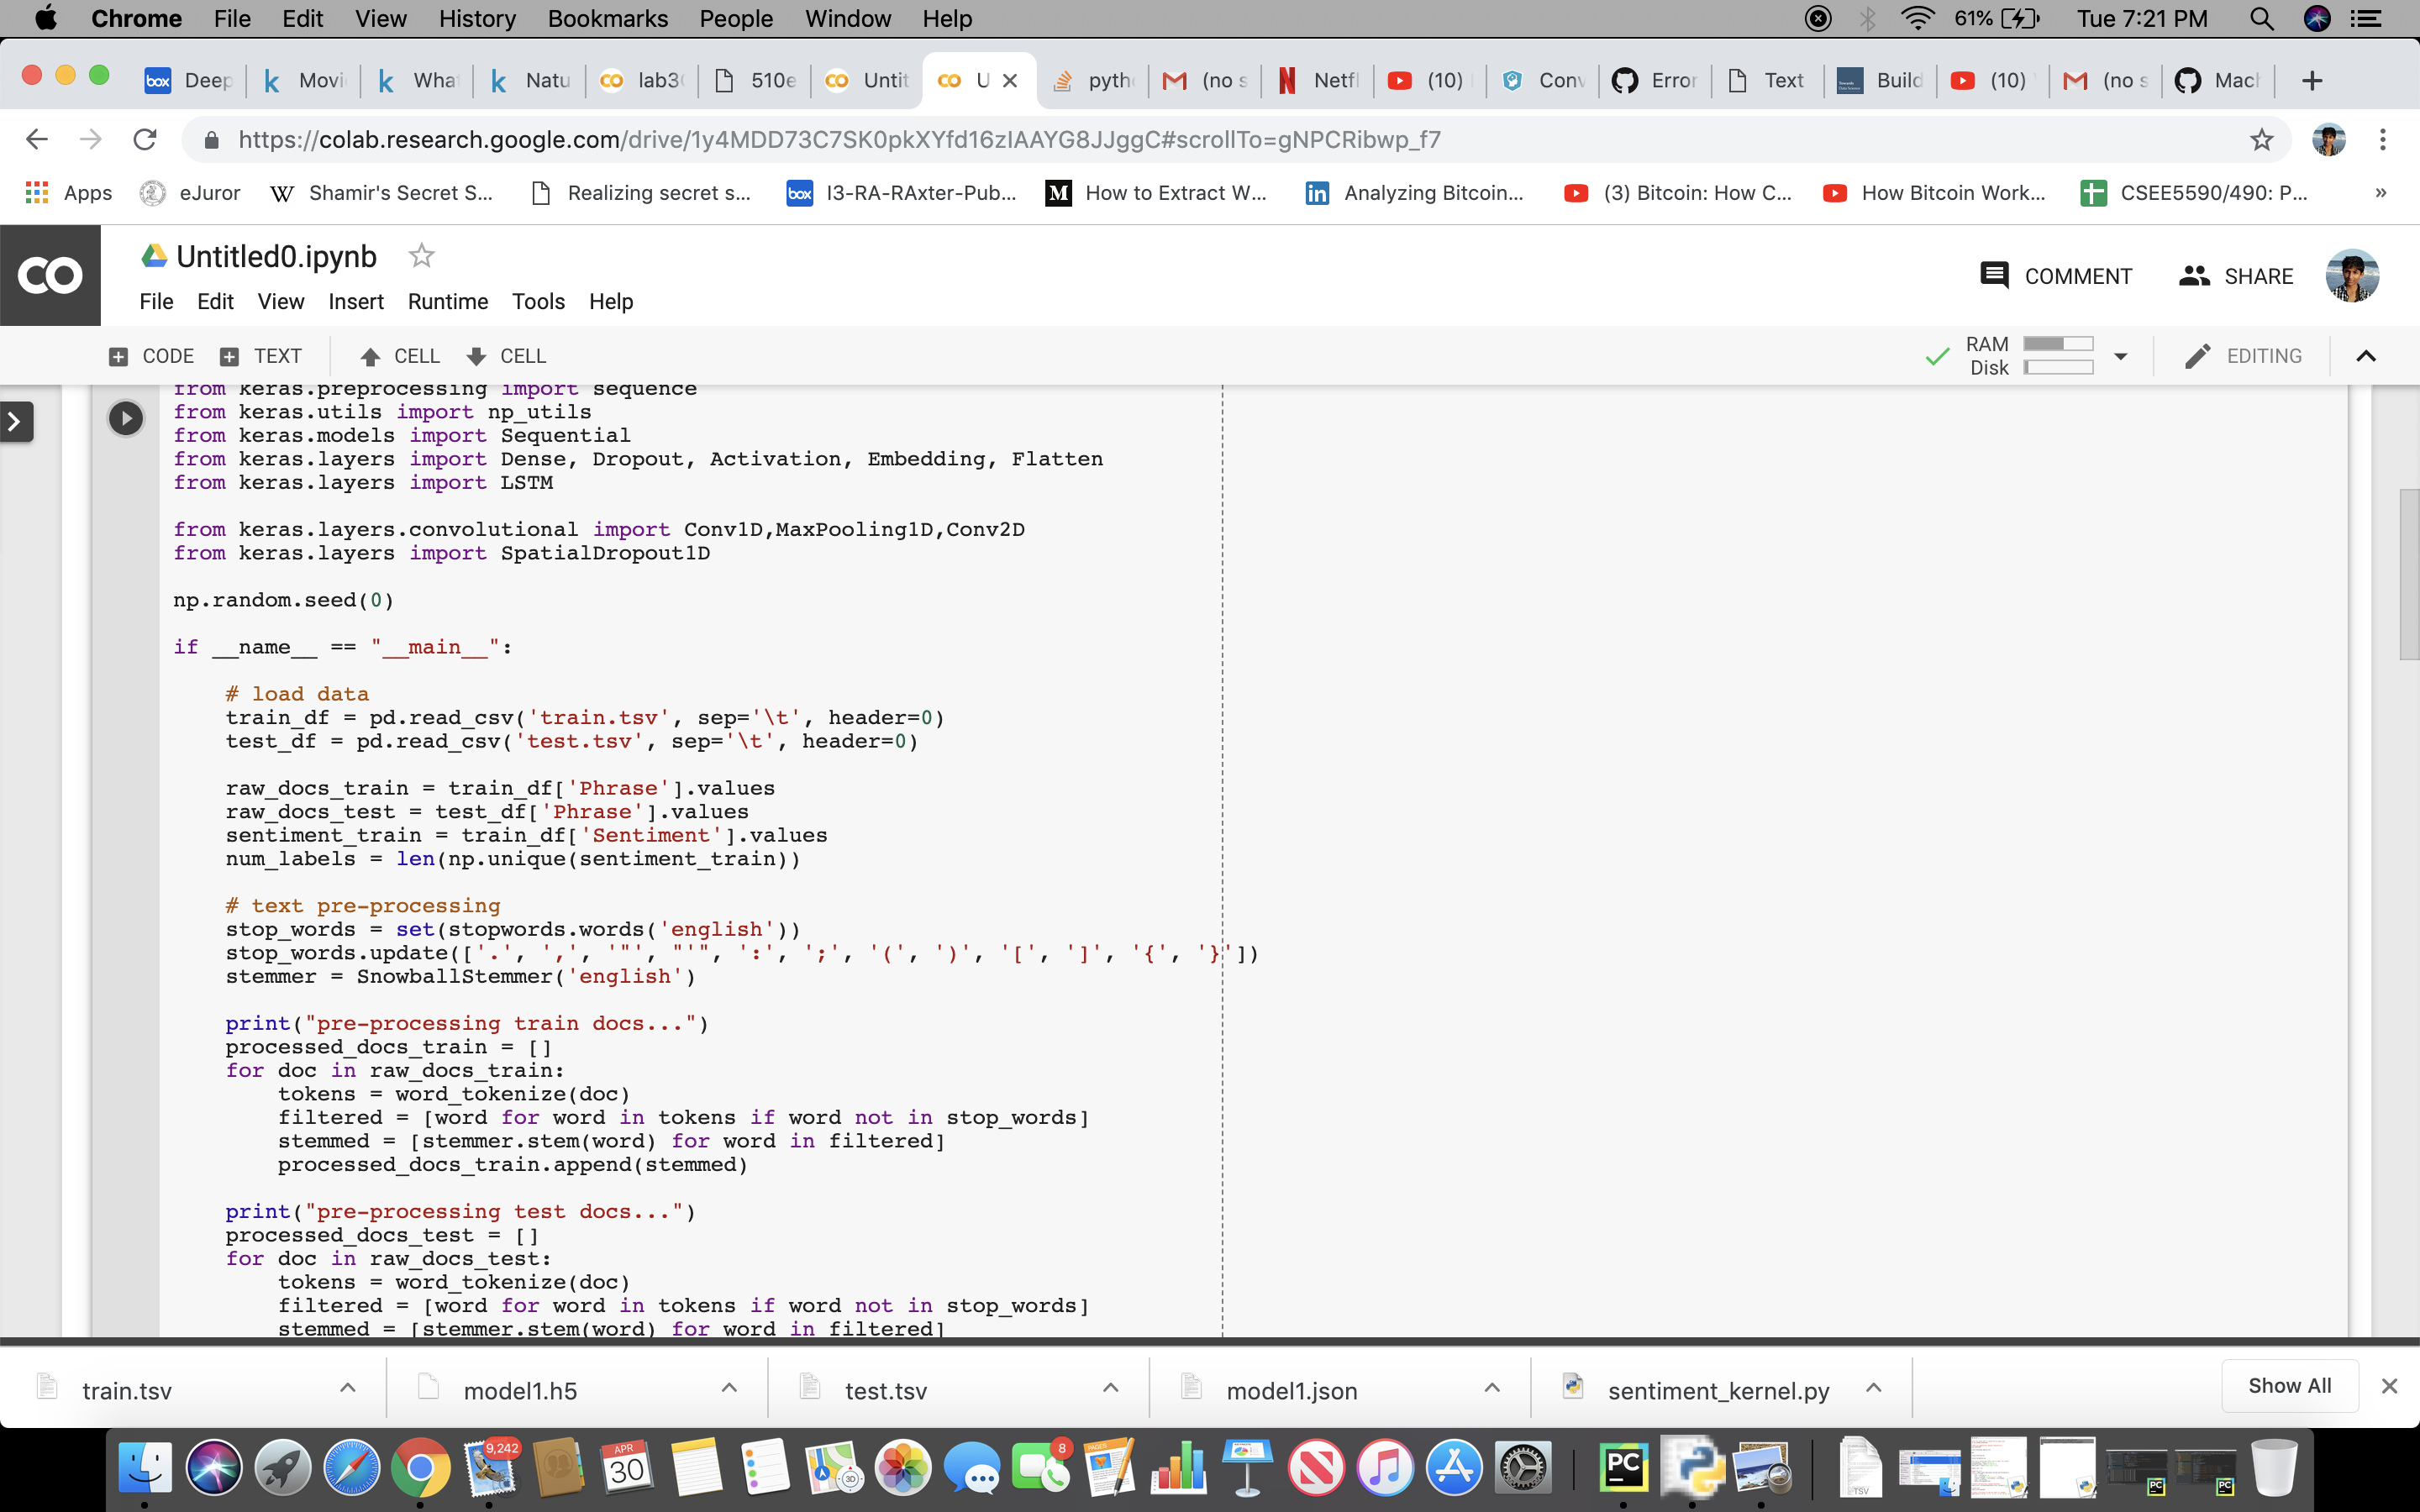 Chrome File Edit View History Bookmarks People Window Help 61% Tue 7:21 PM
box Deep k Movi k What k Natu lab3 510e Untit U pyth (no s Netfl (10) Conv Error Text Build (10) (no s Mach
https://colab.research.google.com/drive/1y4MDD73C7SK0pkXYfd16zIAAYG8JJggC#scrollTo=gNPCRibwp_f7
Apps eJuror W Shamir's Secret S... Realizing secret s... box I3-RA-RAxter-Pub... M How to Extract W... in Analyzing Bitcoin... (3) Bitcoin: How C... How Bitcoin Work... CSEE5590/490: P... »
CO Untitled0.ipynb
COMMENT SHARE
File Edit View Insert Runtime Tools Help
CODE TEXT CELL CELL RAM Disk EDITING
from keras.preprocessing import sequence
from keras.utils import np_utils
from keras.models import Sequential
from keras.layers import Dense, Dropout, Activation, Embedding, Flatten
from keras.layers import LSTM
from keras.layers.convolutional import Conv1D,MaxPooling1D,Conv2D
from keras.layers import SpatialDropout1D
np.random.seed(0)
if __name__ == "__main__":
# load data
train_df = pd.read_csv('train.tsv', sep='\t', header=0)
test_df = pd.read_csv('test.tsv', sep='\t', header=0)
raw_docs_train = train_df['Phrase'].values
raw_docs_test = test_df['Phrase'].values
sentiment_train = train_df['Sentiment'].values
num_labels = len(np.unique(sentiment_train))
# text pre-processing
stop_words = set(stopwords.words('english'))
stop_words.update(['.', ',', '"', "'", ':', ';', '(', ')', '[', ']', '{', '}'])
stemmer = SnowballStemmer('english')
print("pre-processing train docs...")
processed_docs_train = []
for doc in raw_docs_train:
tokens = word_tokenize(doc)
filtered = [word for word in tokens if word not in stop_words]
stemmed = [stemmer.stem(word) for word in filtered]
processed_docs_train.append(stemmed)
print("pre-processing test docs...")
processed_docs_test = []
for doc in raw_docs_test:
tokens = word_tokenize(doc)
filtered = [word for word in tokens if word not in stop_words]
stemmed = [stemmer.stem(word) for word in filtered]
train.tsv model1.h5 test.tsv model1.json sentiment_kernel.py Show All
9,242 APR 30 3D 8 PAGES PC TSV PC PC